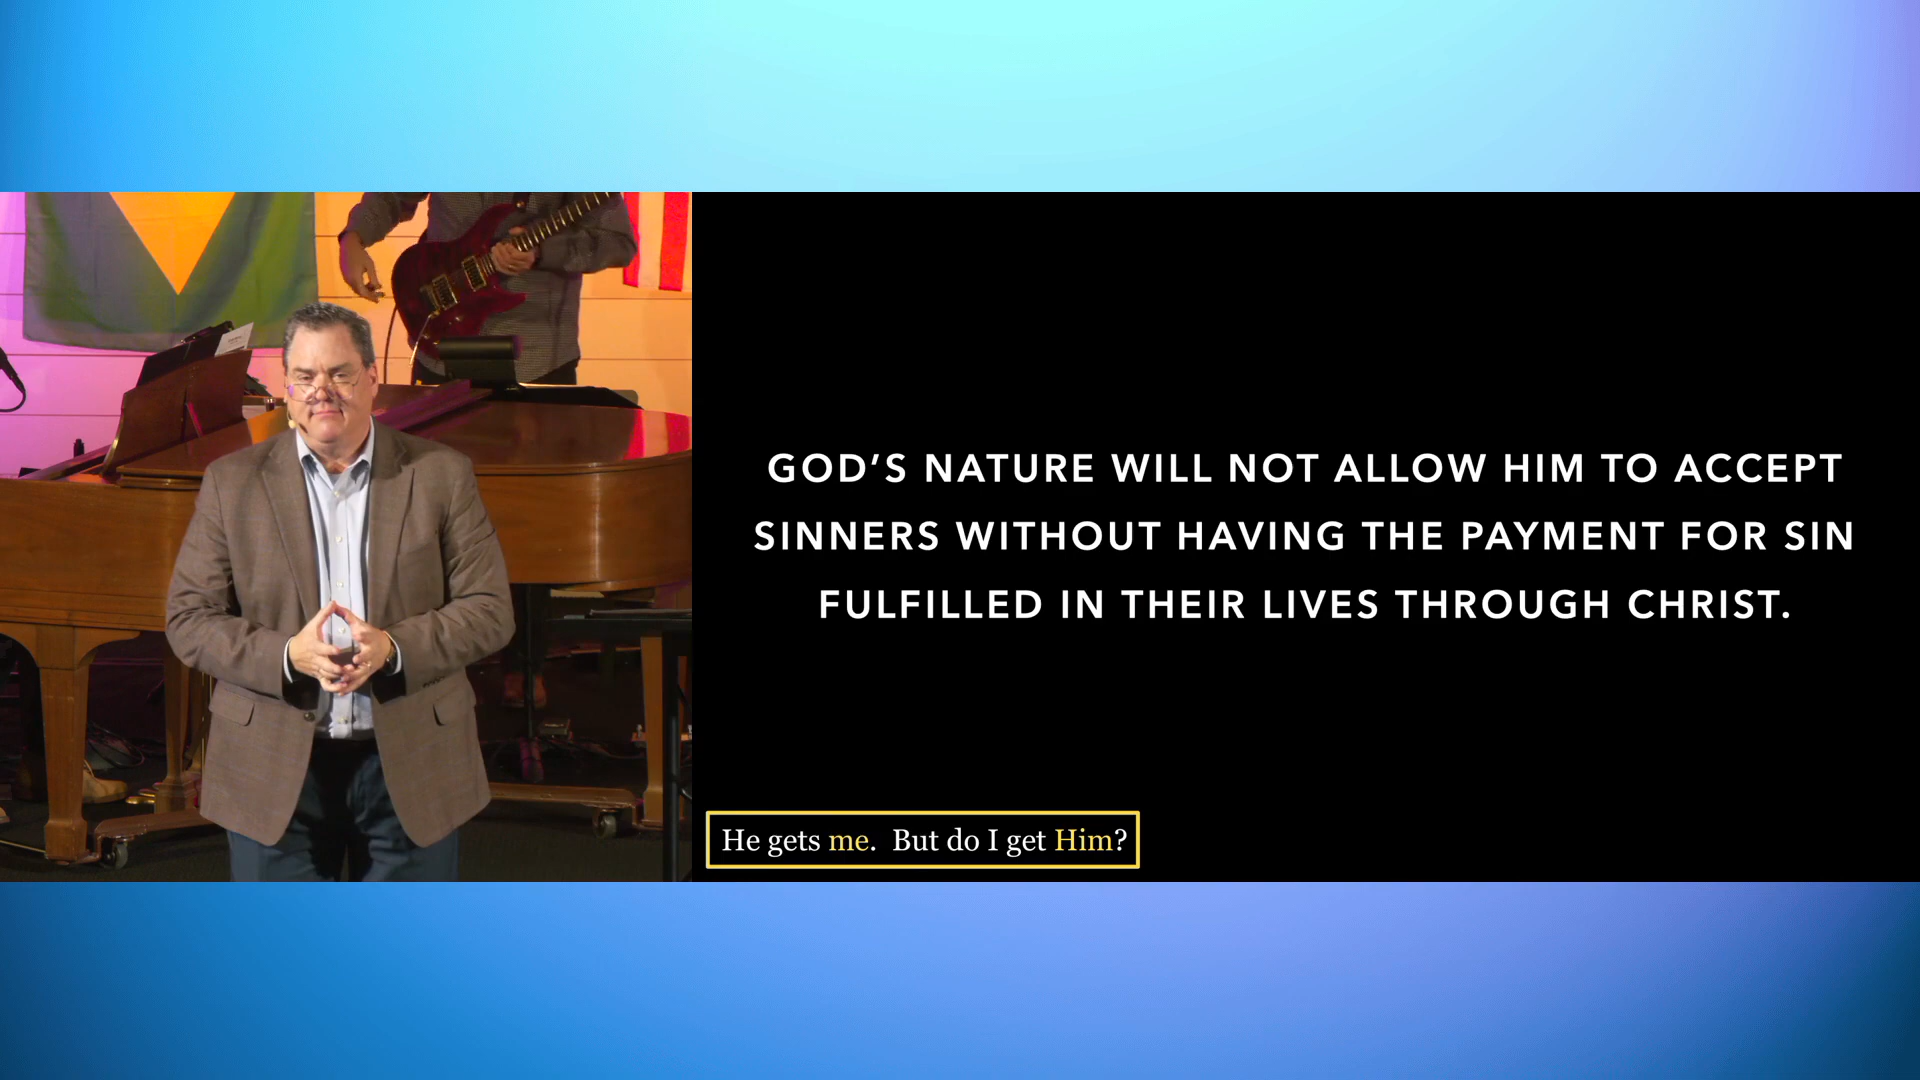 GOD’S NATURE WILL NOT ALLOW HIM TO ACCEPT
SINNERS WITHOUT HAVING THE PAYMENT FOR SIN
FULFILLED IN THEIR LIVES THROUGH CHRIST.
He gets me. But do I get Him?